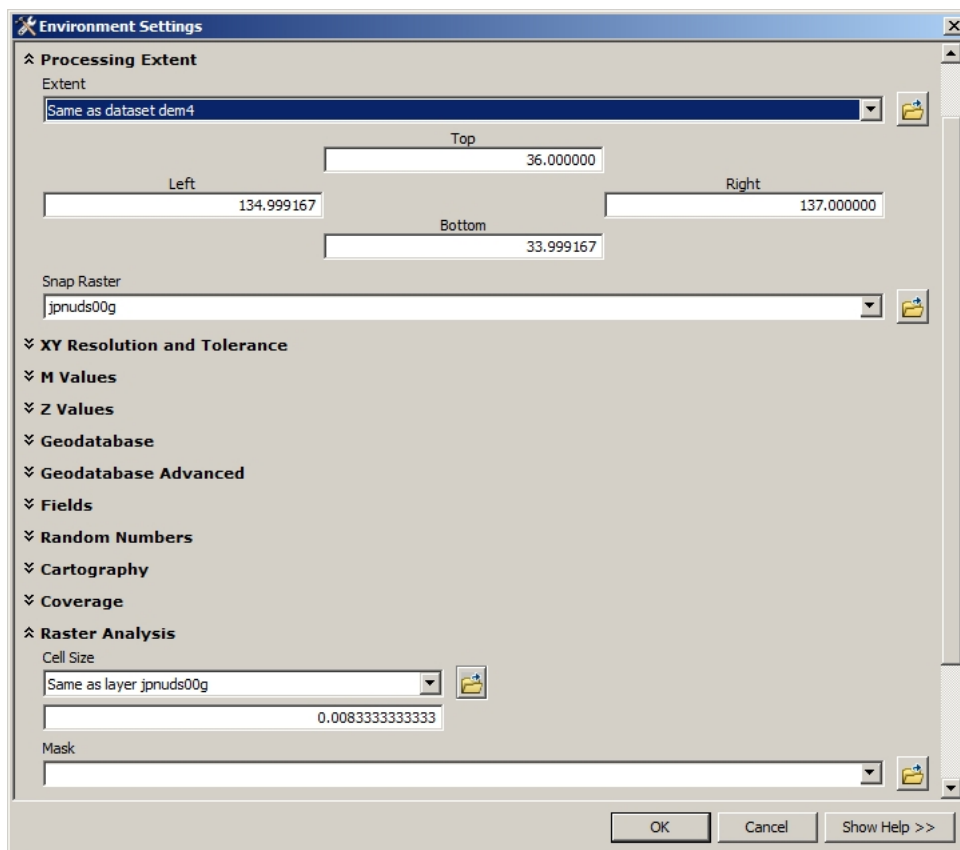 Environment Settings
Processing Extent
Extent
Same as dataset dem4
Top
36.000000
Left
Right
134.999167
137.000000
Bottom
33.999167
Snap Raster
jpnuds00g
XY Resolution and Tolerance
M Values
Z Values
Geodatabase
Geodatabase Advanced
Fields
Random Numbers
Cartography
Coverage
Raster Analysis
Cell Size
Same as layer jpnuds00g
0.0083333333333
Mask
OK
Cancel
Show Help >>